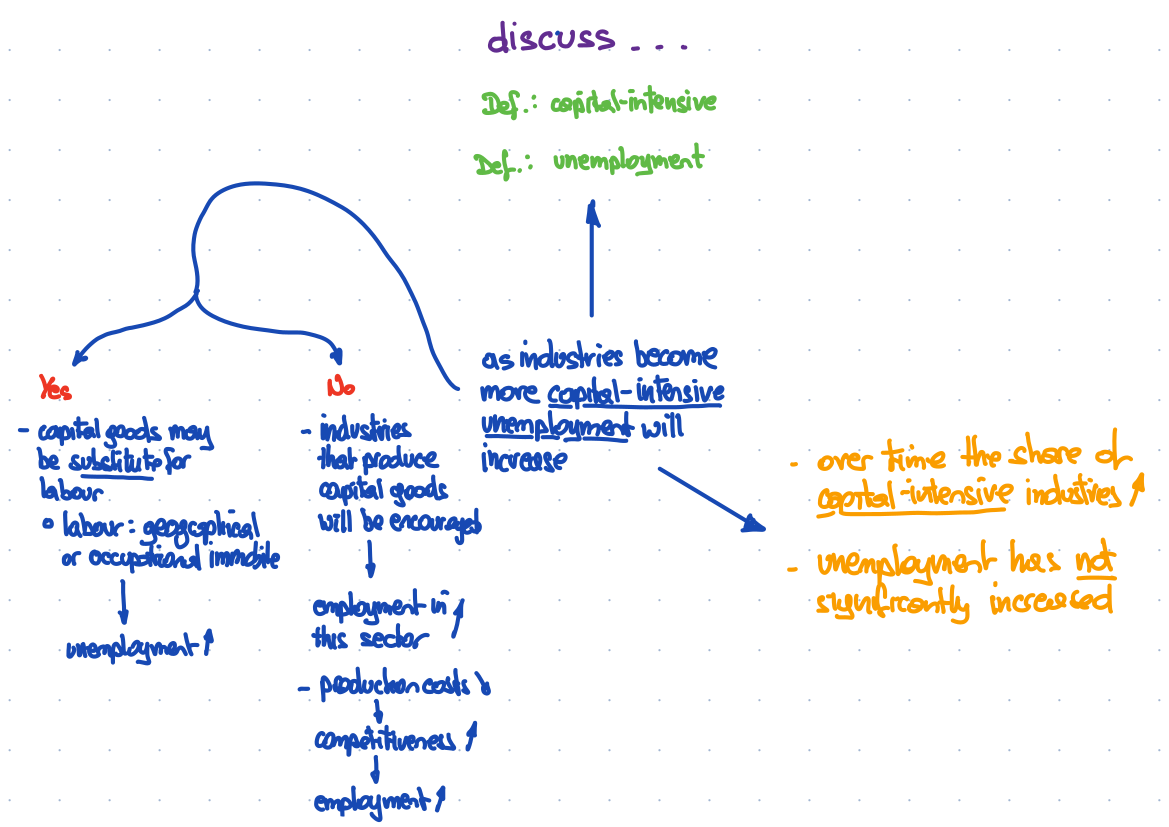 discuss ...
Def.: capital-intensive
Def.: unemployment
as industries become
more capital-intensive
unemployment will
increase
Yes
- capital goods may
be substitute for
labour
° labour: geographical
or occupational immobile
unemployment ↑
No
- industries
that produce
capital goods
will be encouraged
employment in
this sector ↑
- production costs ↓
competitiveness ↑
employment ↑
- over time the share of
capital-intensive industries ↑
- unemployment has not
significantly increased